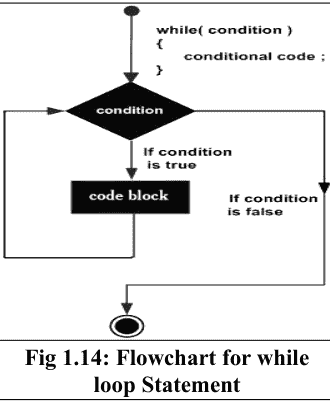 while( condition )
{
conditional code ;
}
condition
If condition
is true
code block
If condition
is false
Fig 1.14: Flowchart for while
loop Statement